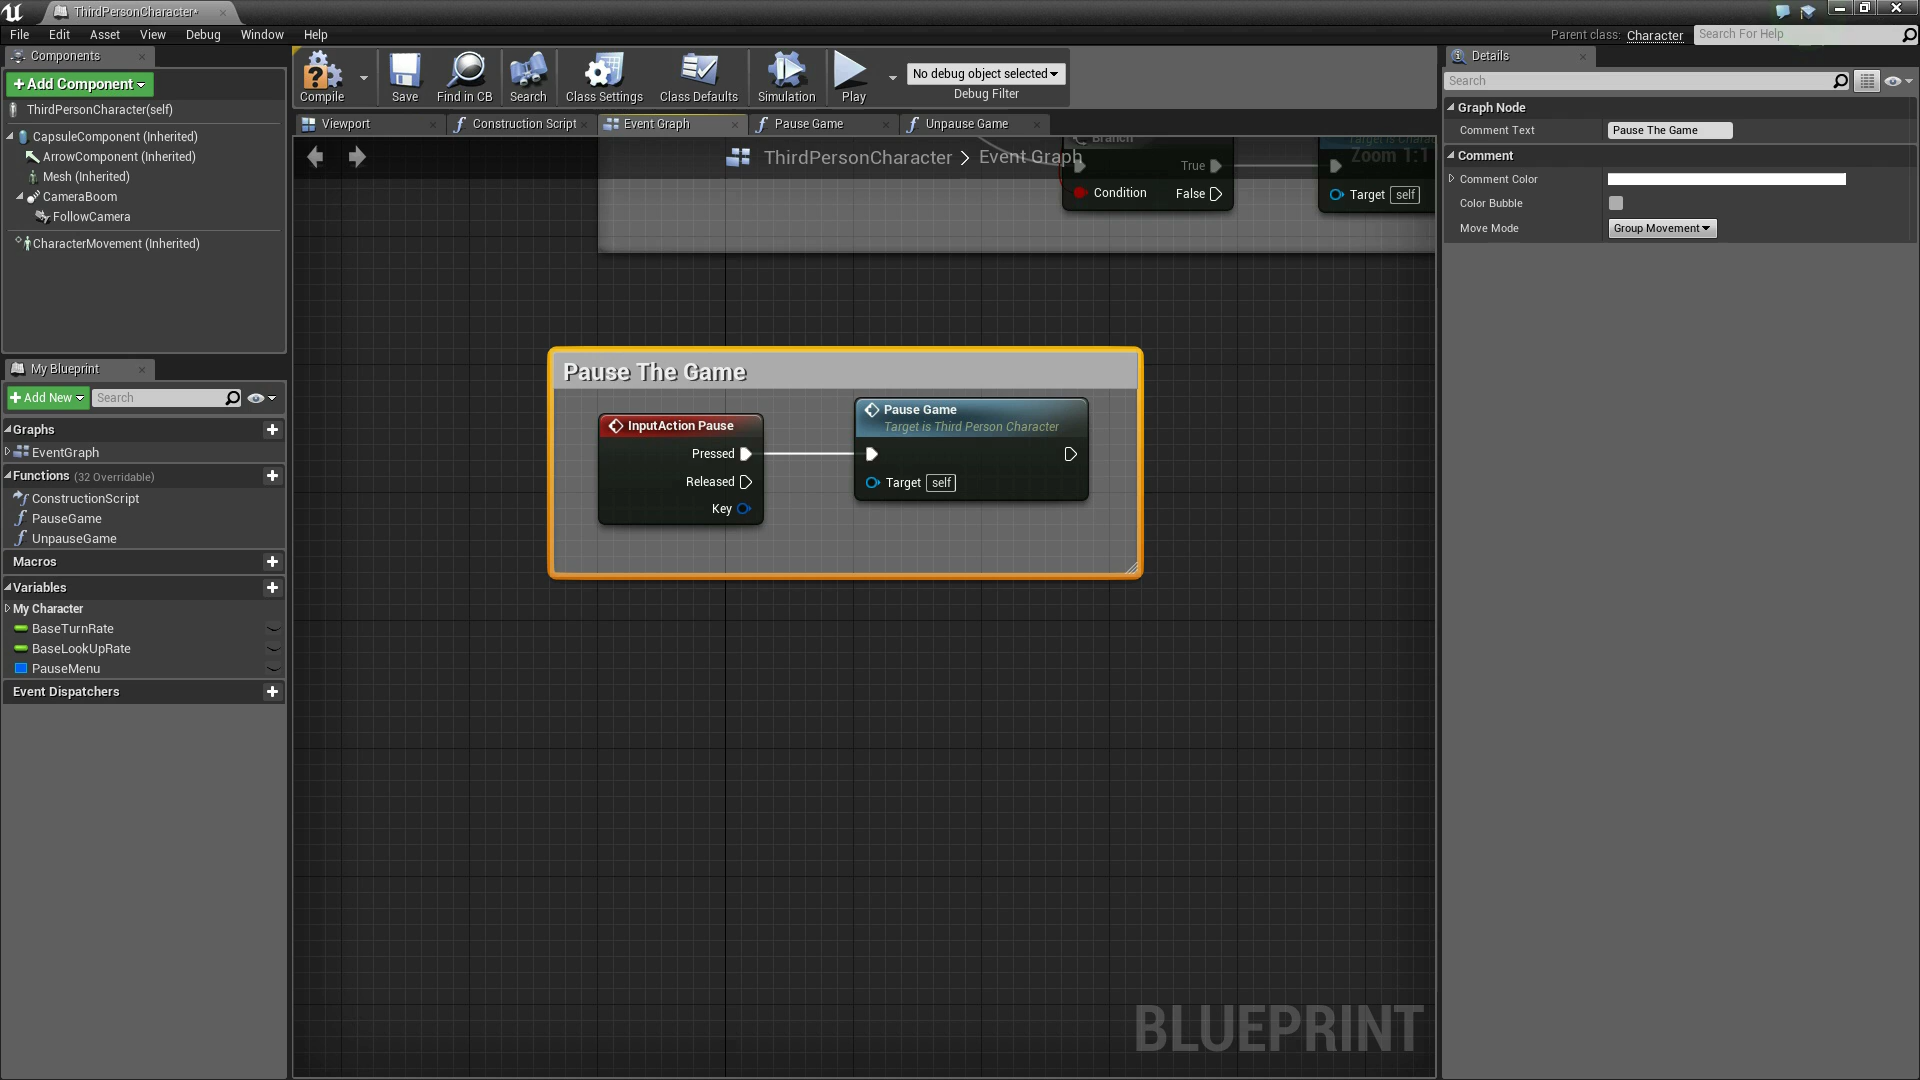 ThirdPersonCharacter*
File Edit Asset View Debug Window Help
Parent class: Character
Search For Help
Components
+Add Component
ThirdPersonCharacter(self)
CapsuleComponent (Inherited)
ArrowComponent (Inherited)
Mesh (Inherited)
CameraBoom
FollowCamera
CharacterMovement (Inherited)
My Blueprint
+Add New
Search
Graphs
EventGraph
Functions (32 Overridable)
ConstructionScript
PauseGame
UnpauseGame
Macros
Variables
My Character
BaseTurnRate
BaseLookUpRate
PauseMenu
Event Dispatchers
Compile
Save
Find in CB
Search
Class Settings
Class Defaults
Simulation
Play
No debug object selected
Debug Filter
Viewport
Construction Script
Event Graph
Pause Game
Unpause Game
ThirdPersonCharacter > Event Graph
Zoom 1:1
Branch
Target is Charac
True
Condition
False
Target self
Pause The Game
InputAction Pause
Pressed
Released
Key
Pause Game
Target is Third Person Character
Target self
BLUEPRINT
Details
Search
Graph Node
Comment Text
Pause The Game
Comment
Comment Color
Color Bubble
Move Mode
Group Movement